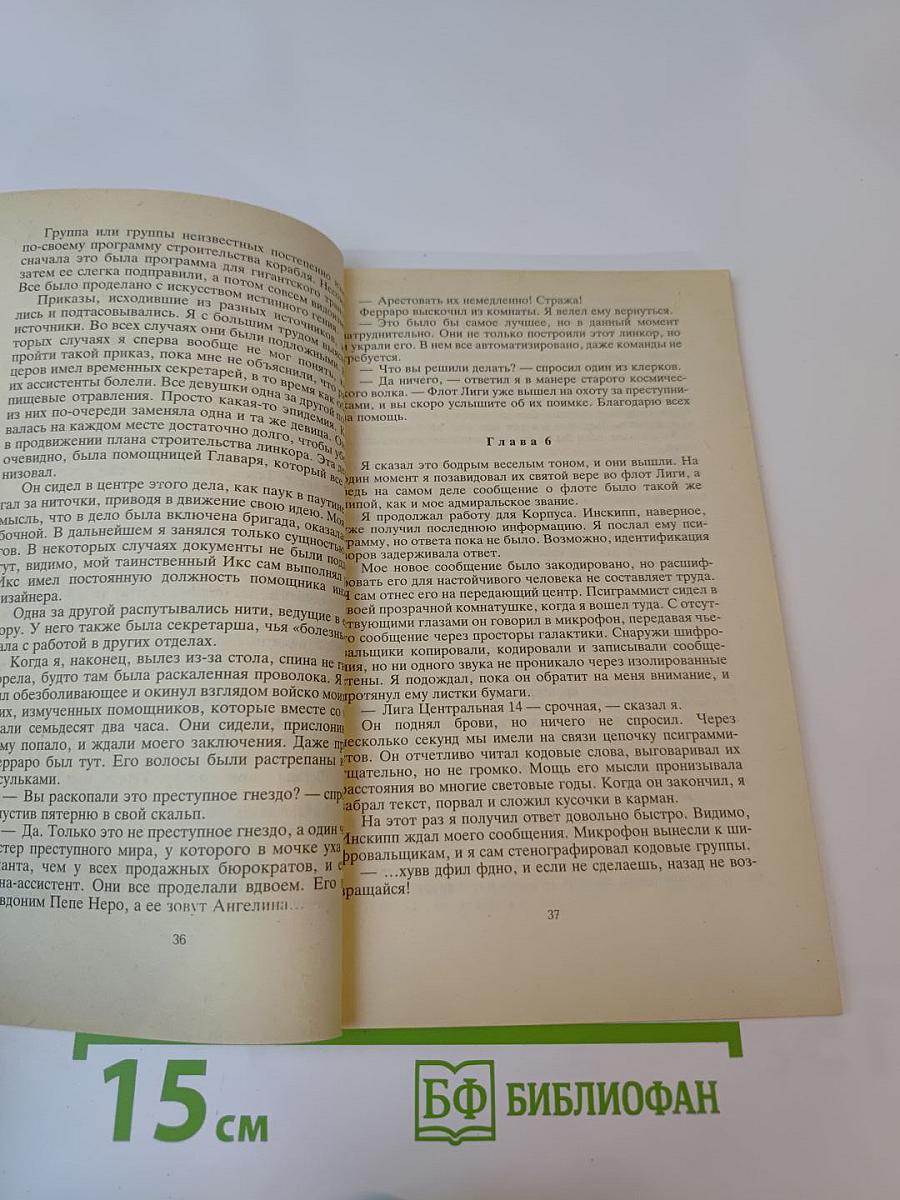 Группа или группы неизвестных постепенно
по-своему программу строительства корабля.
сначала это была программа для гигантского
затем ее слегка подправили, а потом совсем
Все было проделано с искусством истинного гения.
лись и подтасовывались. Я с большим трудом
Приказы, исходившие из разных источников,
источники. Во всех случаях они были подложными
торых случаях я сперва вообще не мог понять,
пройти такой приказ, пока мне не объяснили, что
церов имел временных секретарей, в то время как
их ассистенты болели. Все девушки одна за другой
пищевые отравления. Просто какая-то эпидемия.
из них по-очереди заменяла одна и та же девица.
валась на каждом месте достаточно долго, чтобы
в продвижении плана строительства линкора. Эта
очевидно, была помощницей Главаря, который все
низовал.
Он сидел в центре этого дела, как паук в паутине
гал за ниточки, приводя в движение свою идею.
мысль, что в дело была включена бригада, оказала
бочной. В дальнейшем я занялся только сущностью
тов. В некоторых случаях документы не были
тут, видимо, мой таинственный Икс сам выполнял
Икс имел постоянную должность помощника
изайнера.
Одна за другой распутывались нити, ведущие в
ору. У него также была секретарша, чья «болезнь
ала с работой в других отделах.
Когда я, наконец, вылез из-за стола, спина не
орела, будто там была раскаленная проволока. Я
ил обезболивающее и окинул взглядом войско
их, измученных помощников, которые вместе со
али семьдесят два часа. Они сидели, прислонив
му попало, и ждали моего заключения. Даже
ерраро был тут. Его волосы были растрепаны
сульками.
— Вы раскопали это преступное гнездо? —
пустив пятерню в свой скальп.
— Да. Только это не преступное гнездо, а один
стер преступного мира, у которого в мочке уха
анта, чем у всех продажных бюрократов, и
на-ассистент. Они все проделали вдвоем. Его
вдоним Пепе Неро, а ее зовут Ангелина...
36
— Арестовать их немедленно! Стража!
Ферраро выскочил из комнаты. Я велел ему вернуться.
— Это было бы самое лучшее, но в данный момент
атруднительно. Они не только построили этот линкор, но
и украли его. В нем все автоматизировано, даже команды не
требуется.
— Что вы решили делать? — спросил один из клерков.
— Да ничего, — ответил я в манере старого космичес-
кого волка. — Флот Лиги уже вышел на охоту за преступни-
ками, и вы скоро услышите об их поимке. Благодарю всех
за помощь.
Глава 6
Я сказал это бодрым веселым тоном, и они вышли. На
один момент я позавидовал их святой вере во флот Лиги, а
ведь на самом деле сообщение о флоте было такой же
липой, как и мое адмиральское звание.
Я продолжал работу для Корпуса. Инскипп, наверное,
уже получил последнюю информацию. Я послал ему пси-
грамму, но ответа пока не было. Возможно, идентификация
воров задерживала ответ.
Мое новое сообщение было закодировано, но расшиф-
ровать его для настойчивого человека не составляет труда.
Я сам отнес его на передающий центр. Псиграммист сидел в
своей прозрачной комнатушке, когда я вошел туда. С отсут-
ствующими глазами он говорил в микрофон, передавая чье-
то сообщение через просторы галактики. Снаружи шифро-
вальщики копировали, кодировали и записывали сообще-
ния, но ни одного звука не проникало через изолированные
стены. Я подождал, пока он обратит на меня внимание, и
протянул ему листки бумаги.
— Лига Центральная 14 — срочная, — сказал я.
Он поднял брови, но ничего не спросил. Через
несколько секунд мы имели на связи цепочку псиграмми-
стов. Он отчетливо читал кодовые слова, выговаривал их
тщательно, но не громко. Мощь его мысли пронизывала
расстояния во многие световые годы. Когда он закончил, я
забрал текст, порвал и сложил кусочки в карман.
На этот раз я получил ответ довольно быстро. Видимо,
Инскипп ждал моего сообщения. Микрофон вынесли к ши-
фровальщикам, и я сам стенографировал кодовые группы.
— ...хувв дфил фдно, и если не сделаешь, назад не воз-
вращайся!
37
15 см
БФ БИБЛИОФАН